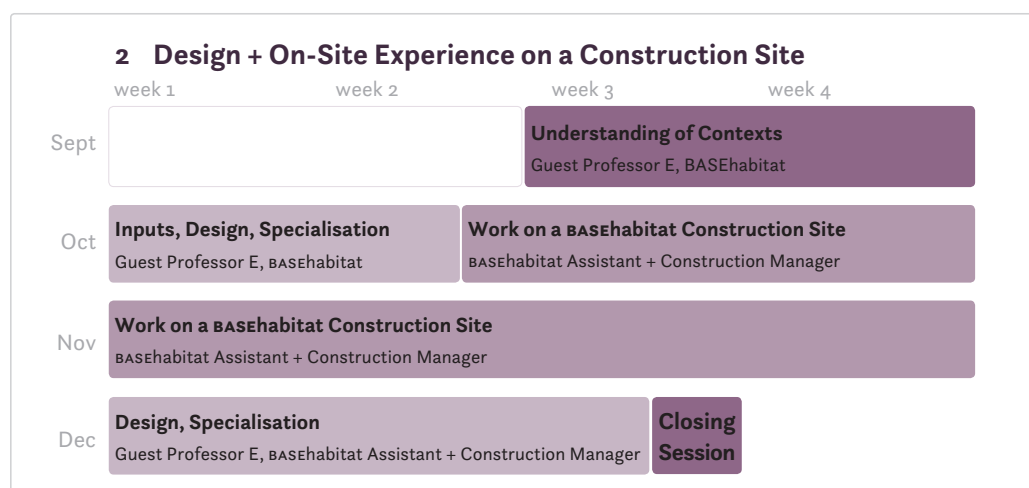 2 Design + On-Site Experience on a Construction Site
week 1 week 2 week 3 week 4
Sept
Understanding of Contexts
Guest Professor E, BASEhabitat
Oct
Inputs, Design, Specialisation
Guest Professor E, BASEhabitat
Work on a BASEhabitat Construction Site
BASEhabitat Assistant + Construction Manager
Nov
Work on a BASEhabitat Construction Site
BASEhabitat Assistant + Construction Manager
Dec
Design, Specialisation
Guest Professor E, BASEhabitat Assistant + Construction Manager
Closing
Session